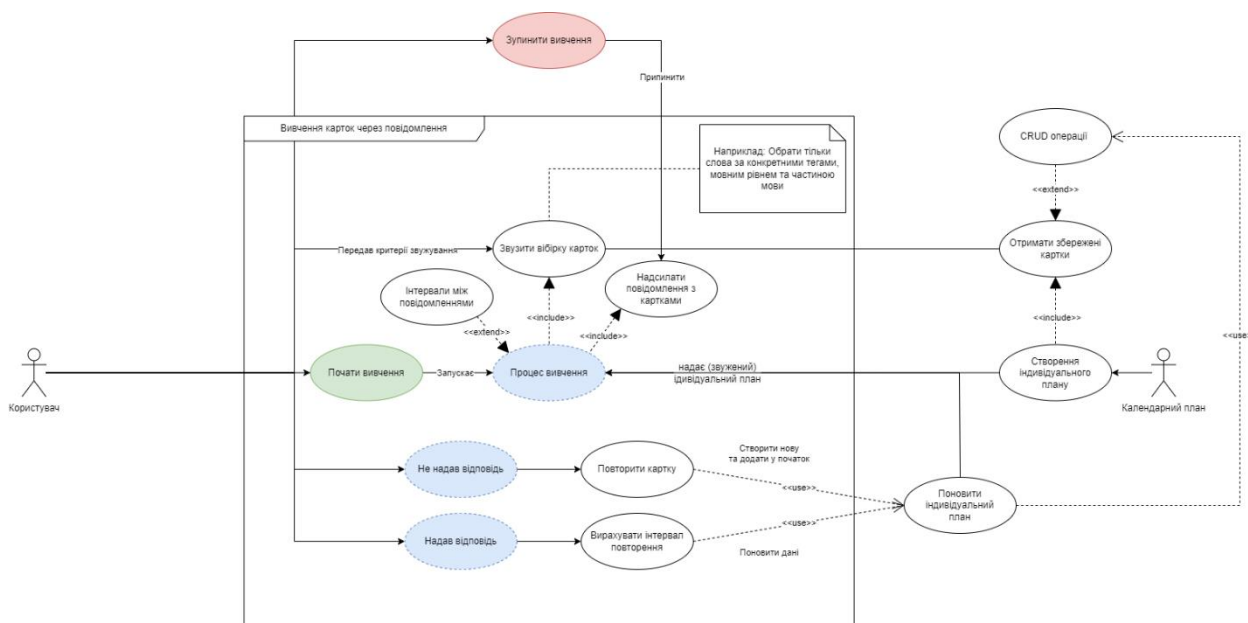 Зупинити вивчення
Припинити
Вивчення карток через повідомлення
Наприклад: Обрати тільки
слова за конкретними тегами,
мовним рівнем та частиною
мови
CRUD операції
<<extend>>
Передав критерії звужування
Звузити вібірку карток
Отримати збережені
картки
Інтервали між
повідомленнями
Надсилати
повідомлення з
картками
<<extend>>
<<include>>
<<include>>
<<include>>
<<use>
Користувач
Почати вивчення
Запускає
Процес вивчення
надає (звужений)
ідивідуальний план
Створення
індивідуального
плану
Календарний план
Не надав відповідь
Повторити картку
Створити нову
та додати у початок
<<use>>
Поновити
індивідуальний
план
Надав відповідь
Вирахувати інтервал
повторення
<<use>>
Поновити дані